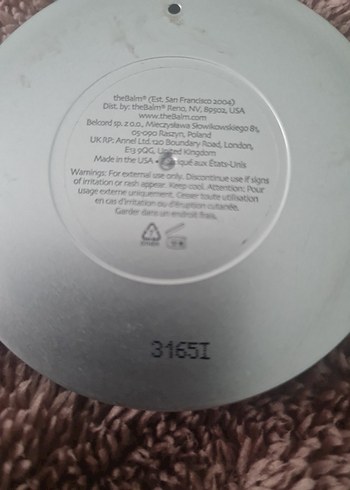 theBalm® (Est. San Francisco 2004)
Dist. by: theBalm® Reno, NV, 89502, USA
www.theBalm.com
Belcord sp. z o.o., Mieczysława Słowikowskiego 81,
05-090 Raszyn, Poland
UK RP: Annel Ltd. 120 Boundary Road, London,
E13 9QG, United Kingdom
Made in the USA • qué aux États-Unis
Warnings: For external use only. Discontinue use if signs
of irritation or rash appear. Keep cool. Attention: Pour
usage externe uniquement. Cesser toute utilisation
en cas d'irritation ou d'éruption cutanée.
Garder dans un endroit frais.
3165I